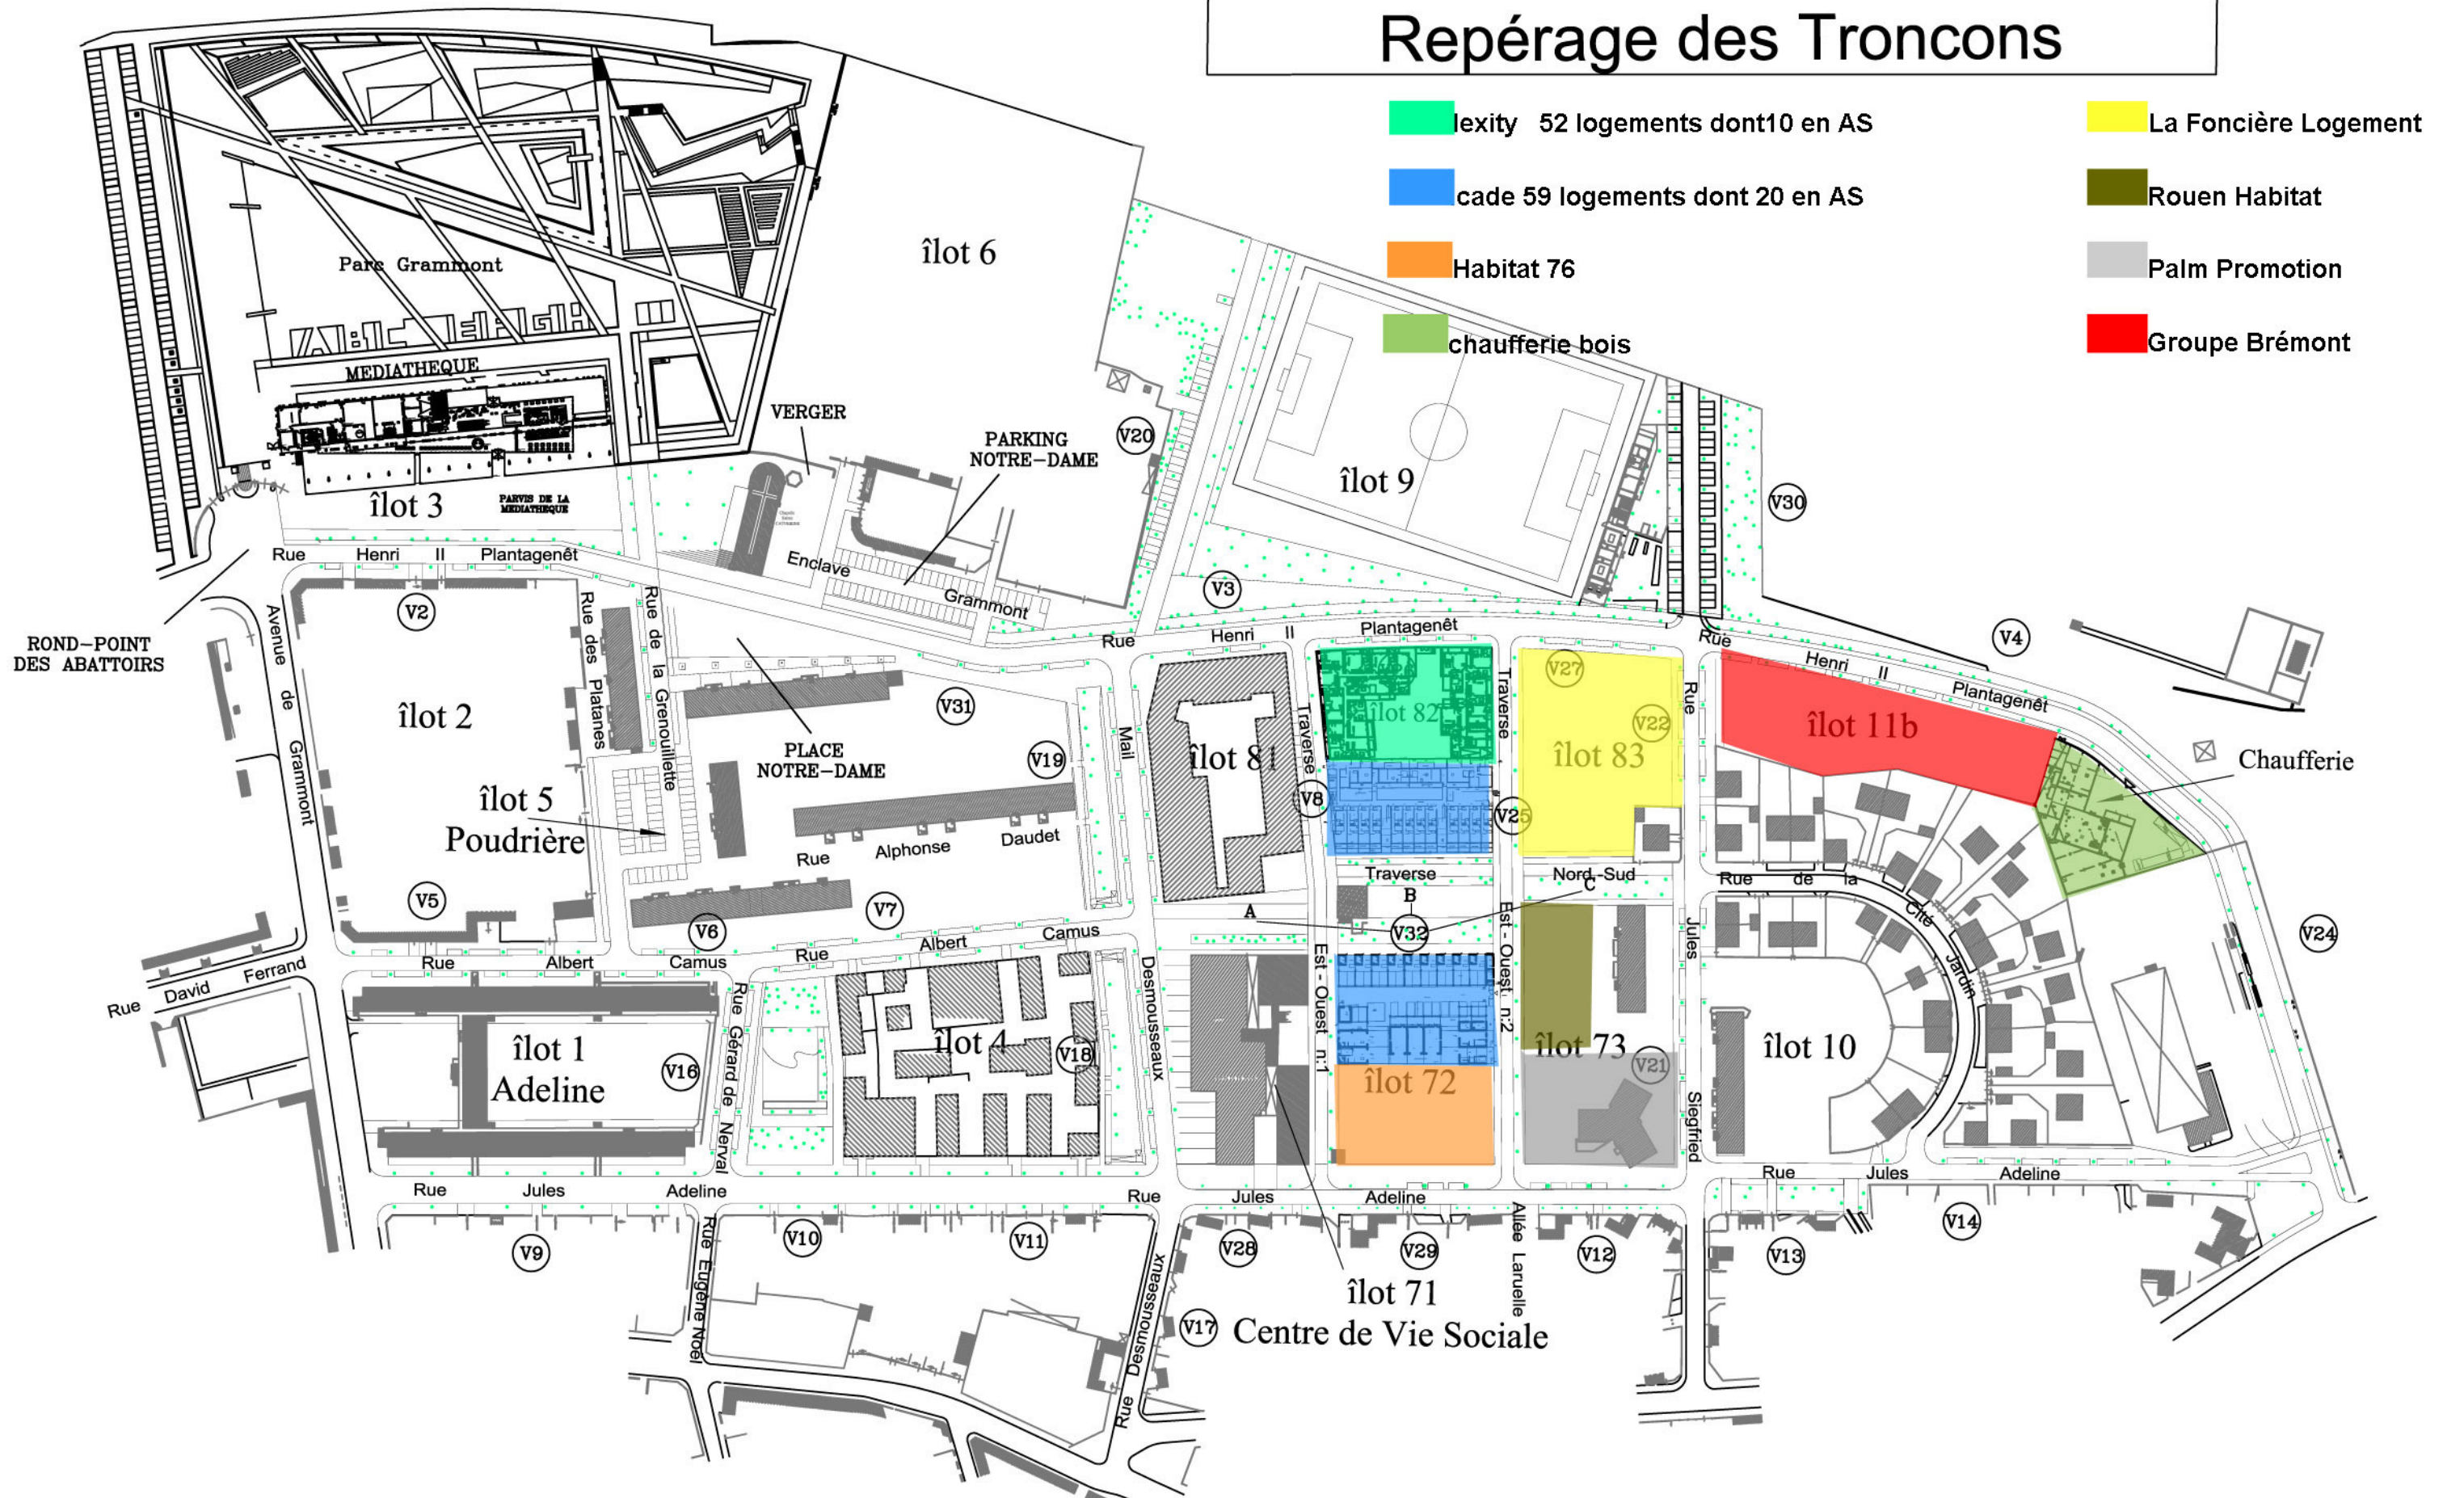 Repérage des Troncons
lexity 52 logements dont10 en AS
cade 59 logements dont 20 en AS
Habitat 76
chaufferie bois
La Foncière Logement
Rouen Habitat
Palm Promotion
Groupe Brémont
Parc Grammont
MEDIATHEQUE
îlot 6
VERGER
PARKING
NOTRE-DAME
V20
îlot 9
V30
îlot 3
PARVIS DE LA
MEDIATHEQUE
Rue Henri II Plantagenêt
Enclave Grammont
V3
V2
ROND-POINT
DES ABATTOIRS
Avenue de Grammont
Rue des Platanes
Rue de la Grenouillette
Rue Henri II Plantagenêt
V4
Rue Henri II Plantagenêt
îlot 2
V31
PLACE
NOTRE-DAME
V19
Mail
îlot 81
Traverse
îlot 82
Traverse
V27
V22
îlot 83
Rue
îlot 11b
Chaufferie
îlot 5
Poudrière
V8
V25
Rue Alphonse Daudet
Traverse Nord-Sud
Rue de la Cité Jardin
V5
V6
V7
A
B
C
V32
V24
Rue Albert Camus
Rue Albert Camus
Rue David Ferrand
Rue Gérard de Nerval
Desmousseaux
Est - Ouest n:1
Est - Ouest n:2
Jules
Siegfried
îlot 1
Adeline
V16
îlot 4
V18
îlot 72
îlot 73
V21
îlot 10
Rue Jules Adeline
Rue Jules Adeline
Rue Jules Adeline
V9
V10
V11
V28
V29
V12
V13
V14
Rue Eugène Noël
Rue Desmousseaux
Allée Laruelle
V17
îlot 71
Centre de Vie Sociale